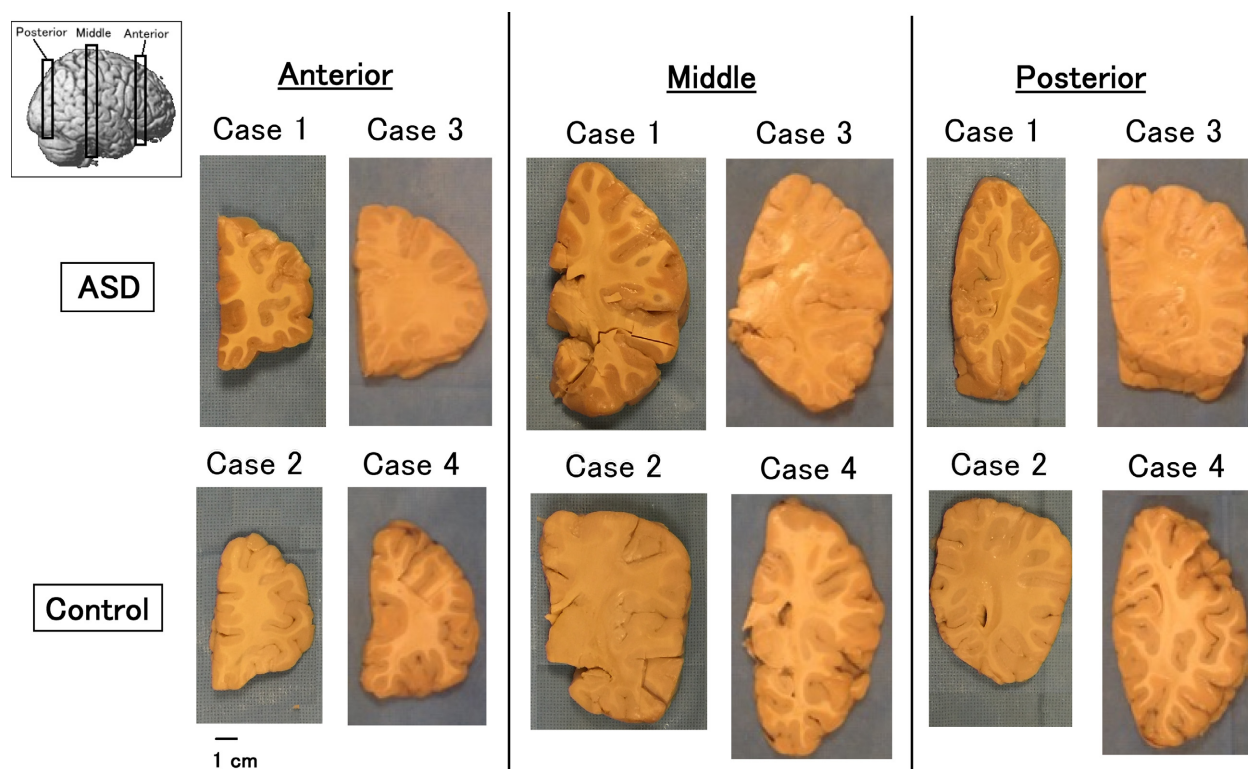 Posterior Middle Anterior
Anterior
Middle
Posterior
Case 1
Case 3
Case 1
Case 3
Case 1
Case 3
ASD
Case 2
Case 4
Case 2
Case 4
Case 2
Case 4
Control
1 cm